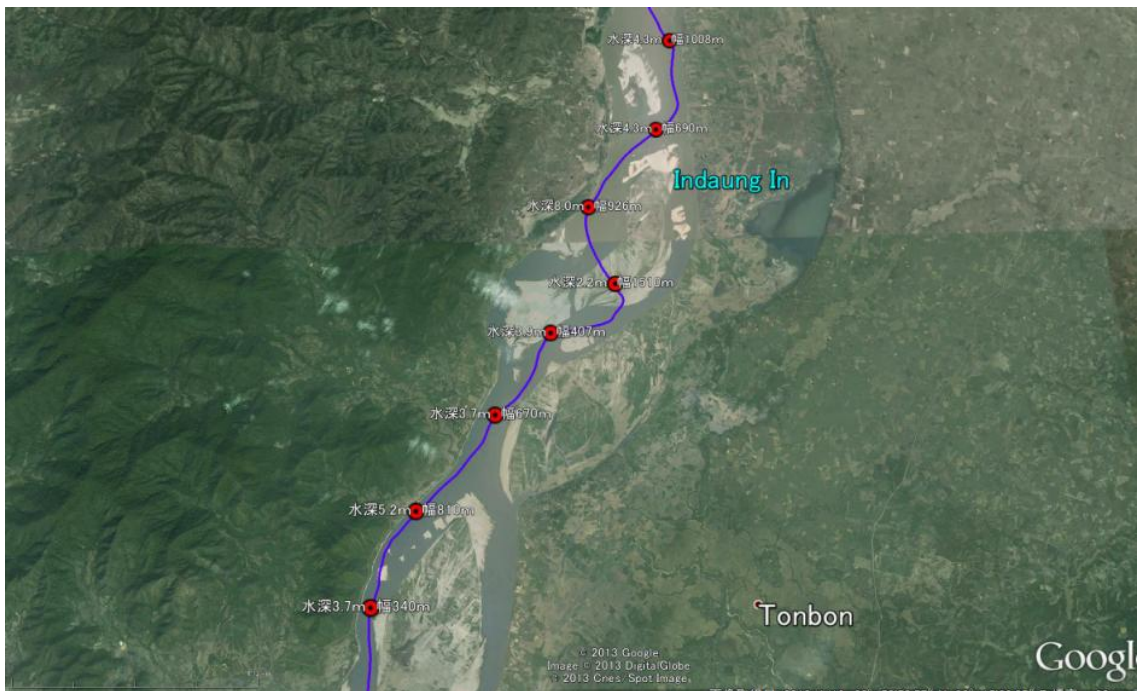 水深4.3m 幅1008m
水深4.3m 幅690m
Indaung In
水深8.0m 幅926m
水深2.2m 幅1510m
水深3.9m 幅407m
水深3.7m 幅670m
水深5.2m 幅810m
水深3.7m 幅340m
Tonbon
© 2013 Google
Image © 2013 DigitalGlobe
© 2013 Cnes/Spot Image
Google